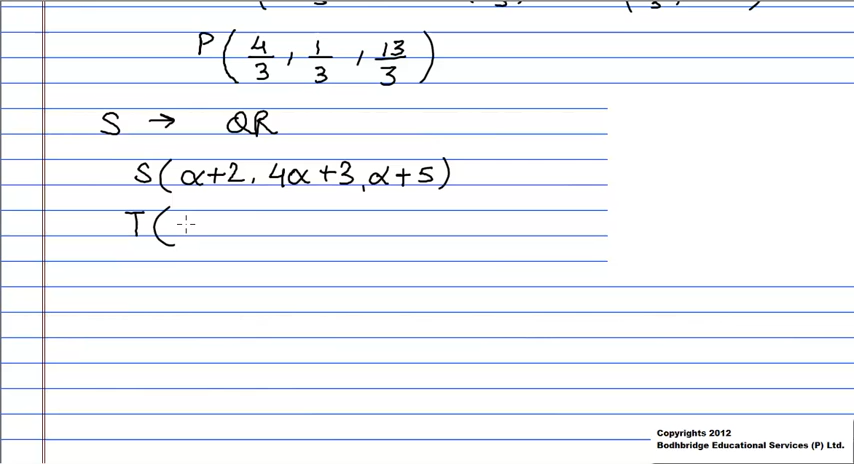 P(4/3, 1/3, 13/3)
S → QR
S(α+2, 4α+3, α+5)
T(
Copyrights 2012
Bodhbridge Educational Services (P) Ltd.